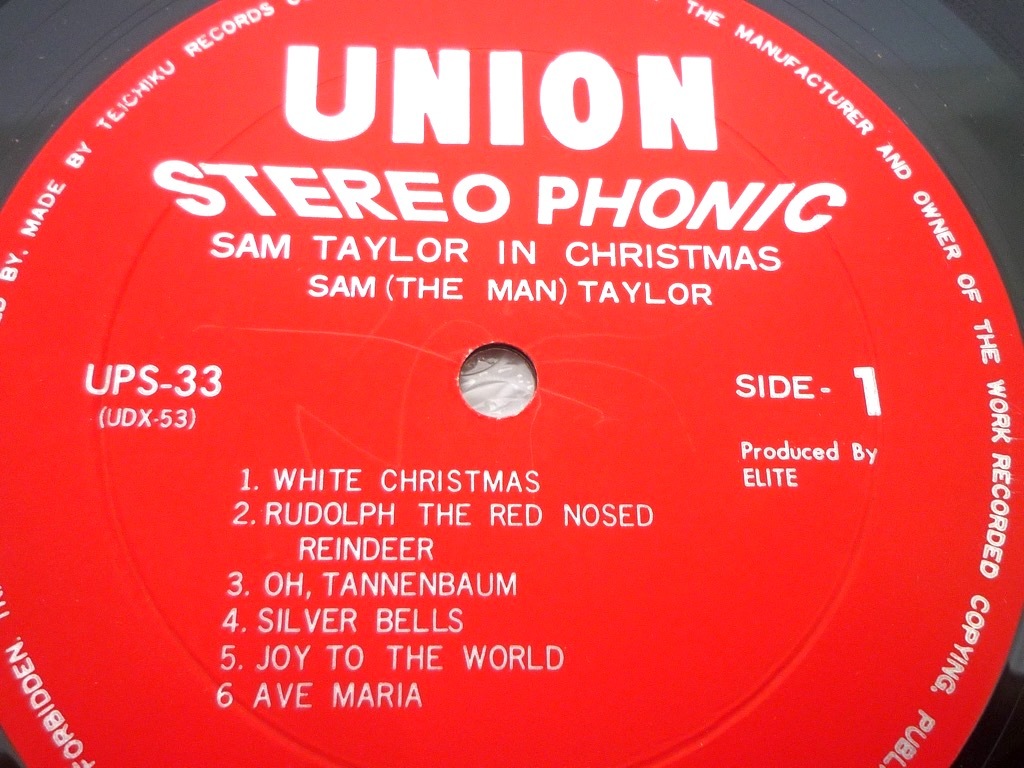 MADE BY TEICHIKU RECORDS
THE MANUFACTURER AND OWNER OF THE WORK RECORDED COPYING,
UNION
STEREO PHONIC
SAM TAYLOR IN CHRISTMAS
SAM (THE MAN) TAYLOR
UPS-33
(UDX-53)
SIDE - 1
Produced By
ELITE
1. WHITE CHRISTMAS
2. RUDOLPH THE RED NOSED
REINDEER
3. OH, TANNENBAUM
4. SILVER BELLS
5. JOY TO THE WORLD
6 AVE MARIA
FORBIDDEN.